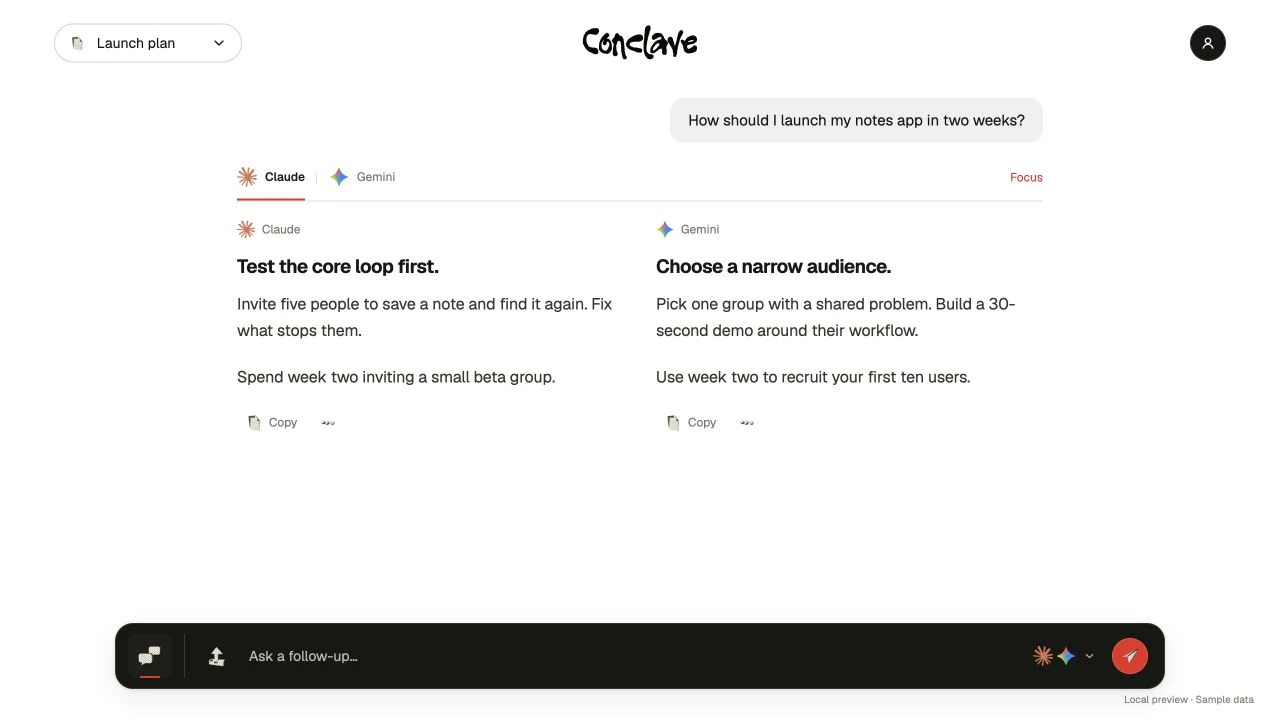 Launch plan
Conclave
How should I launch my notes app in two weeks?
Claude
Gemini
Focus
Claude
Test the core loop first.
Invite five people to save a note and find it again. Fix
what stops them.
Spend week two inviting a small beta group.
Copy
Gemini
Choose a narrow audience.
Pick one group with a shared problem. Build a 30-
second demo around their workflow.
Use week two to recruit your first ten users.
Copy
Ask a follow-up...
Local preview · Sample data